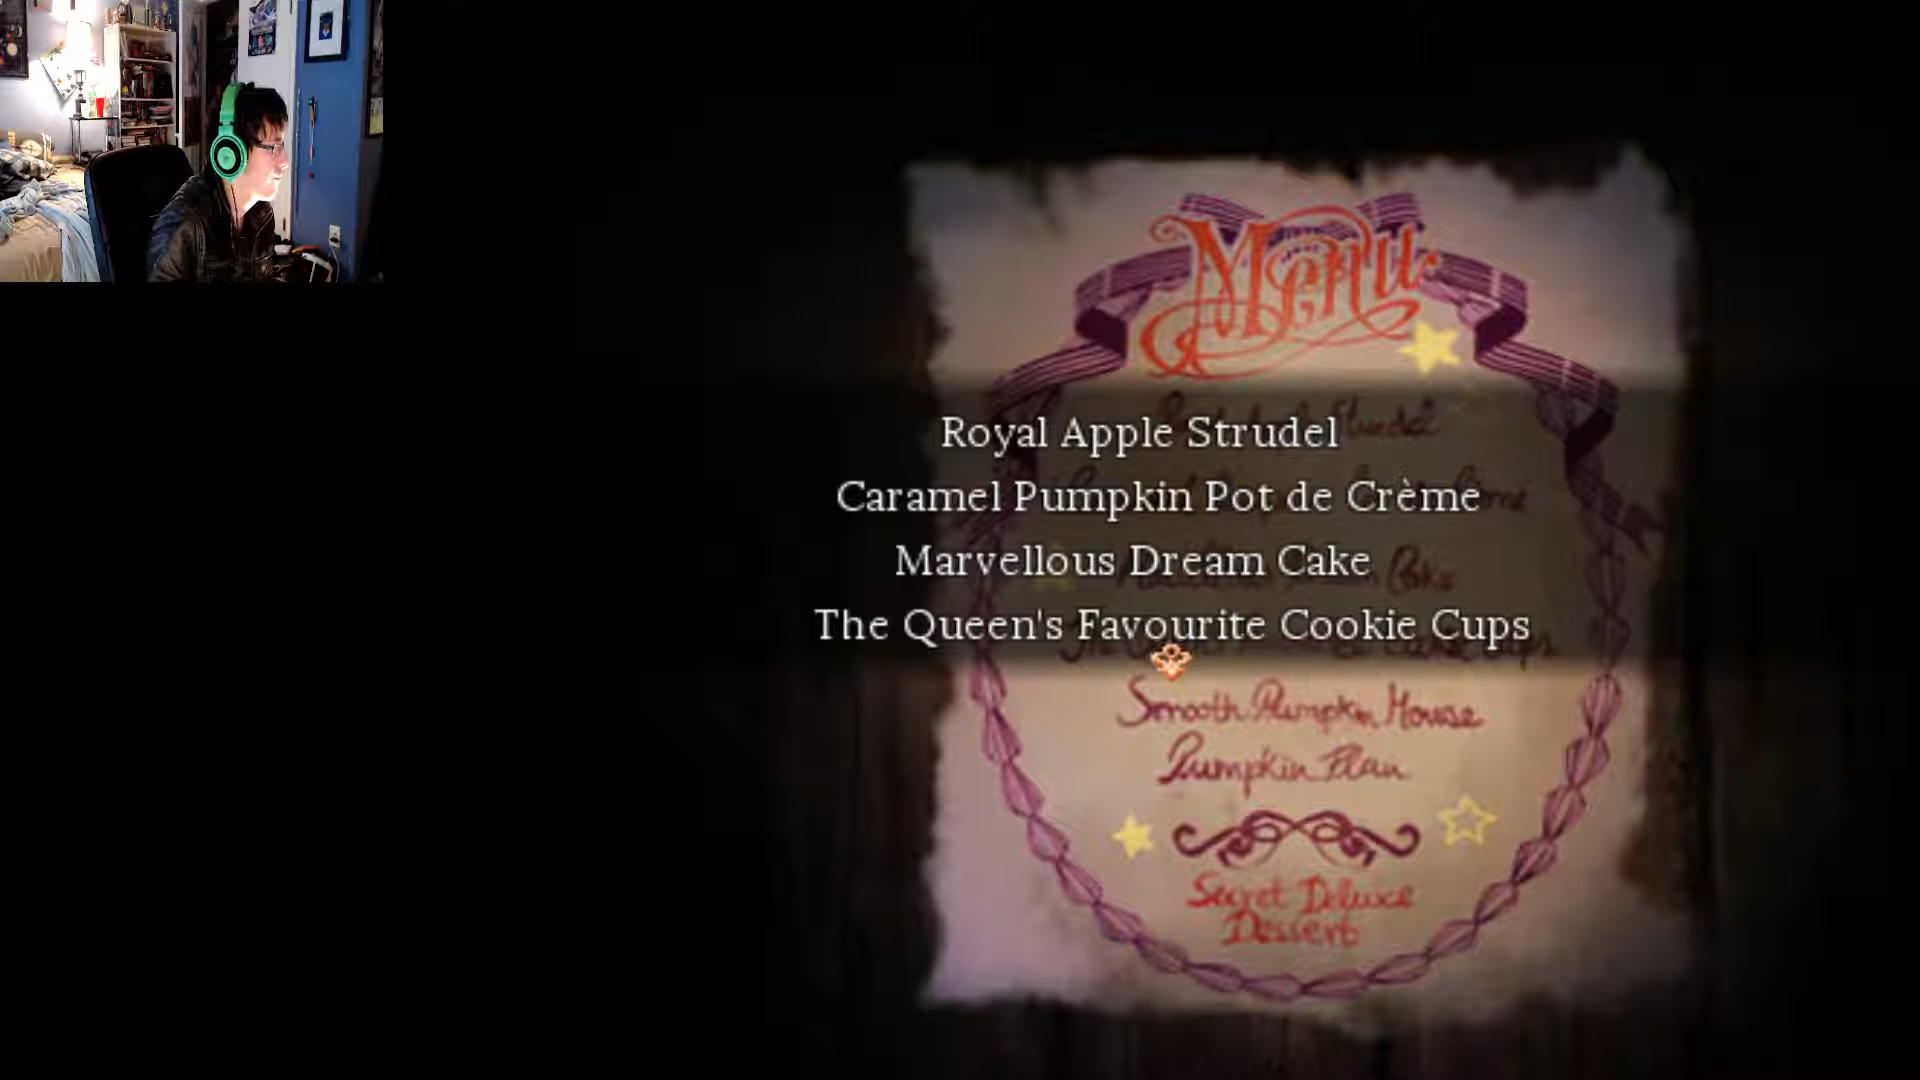 Menu
Royal Apple Strudel
Caramel Pumpkin Pot de Crème
Marvellous Dream Cake
The Queen's Favourite Cookie Cups
Smooth Pumpkin Mousse
Pumpkin Flan
Secret Deluxe
Dessert